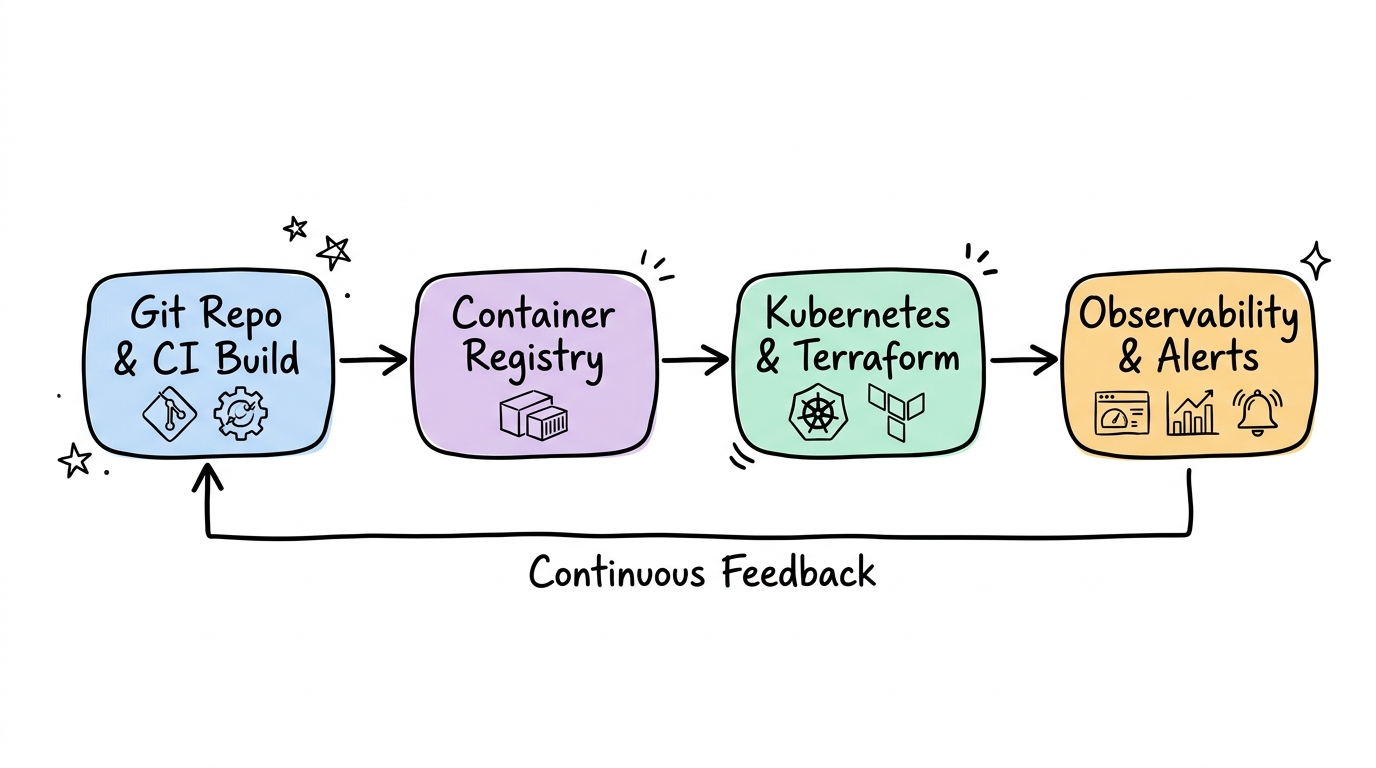 Git Repo
& CI Build
Container
Registry
Kubernetes
& Terraform
Observability
& Alerts
Continuous Feedback